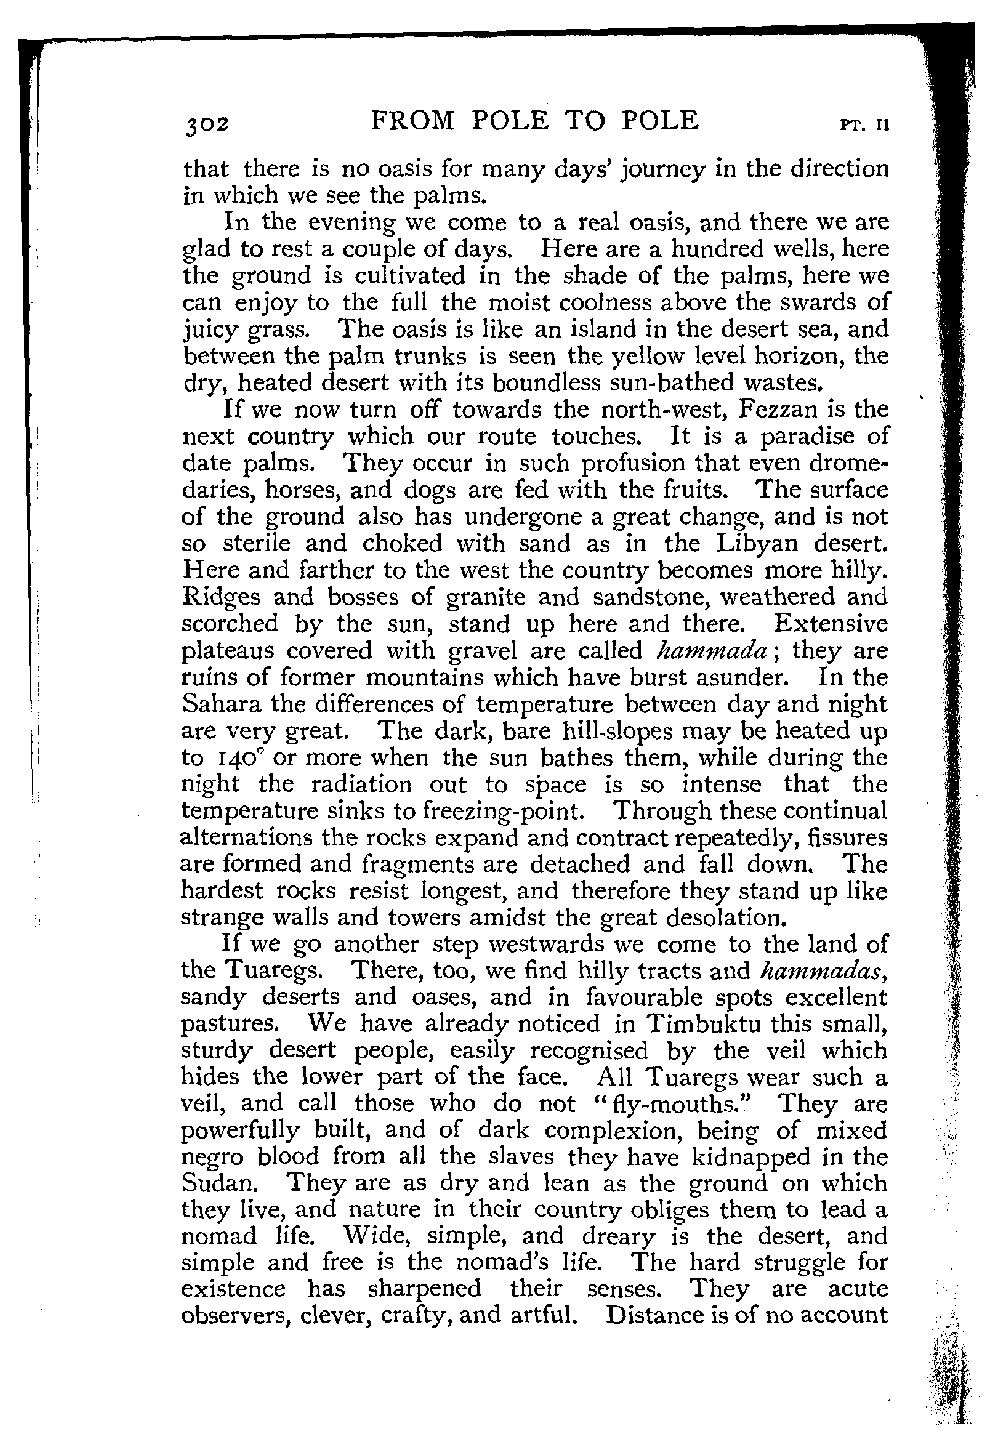 302 FROM POLE TO POLE PT. II
that there is no oasis for many days' journey in the direction
in which we see the palms.
In the evening we come to a real oasis, and there we are
glad to rest a couple of days. Here are a hundred wells, here
the ground is cultivated in the shade of the palms, here we
can enjoy to the full the moist coolness above the swards of
juicy grass. The oasis is like an island in the desert sea, and
between the palm trunks is seen the yellow level horizon, the
dry, heated desert with its boundless sun-bathed wastes.
If we now turn off towards the north-west, Fezzan is the
next country which our route touches. It is a paradise of
date palms. They occur in such profusion that even drome-
daries, horses, and dogs are fed with the fruits. The surface
of the ground also has undergone a great change, and is not
so sterile and choked with sand as in the Libyan desert.
Here and farther to the west the country becomes more hilly.
Ridges and bosses of granite and sandstone, weathered and
scorched by the sun, stand up here and there. Extensive
plateaus covered with gravel are called hammada; they are
ruins of former mountains which have burst asunder. In the
Sahara the differences of temperature between day and night
are very great. The dark, bare hill-slopes may be heated up
to 140° or more when the sun bathes them, while during the
night the radiation out to space is so intense that the
temperature sinks to freezing-point. Through these continual
alternations the rocks expand and contract repeatedly, fissures
are formed and fragments are detached and fall down. The
hardest rocks resist longest, and therefore they stand up like
strange walls and towers amidst the great desolation.
If we go another step westwards we come to the land of
the Tuaregs. There, too, we find hilly tracts and hammadas,
sandy deserts and oases, and in favourable spots excellent
pastures. We have already noticed in Timbuktu this small,
sturdy desert people, easily recognised by the veil which
hides the lower part of the face. All Tuaregs wear such a
veil, and call those who do not "fly-mouths." They are
powerfully built, and of dark complexion, being of mixed
negro blood from all the slaves they have kidnapped in the
Sudan. They are as dry and lean as the ground on which
they live, and nature in their country obliges them to lead a
nomad life. Wide, simple, and dreary is the desert, and
simple and free is the nomad's life. The hard struggle for
existence has sharpened their senses. They are acute
observers, clever, crafty, and artful. Distance is of no account